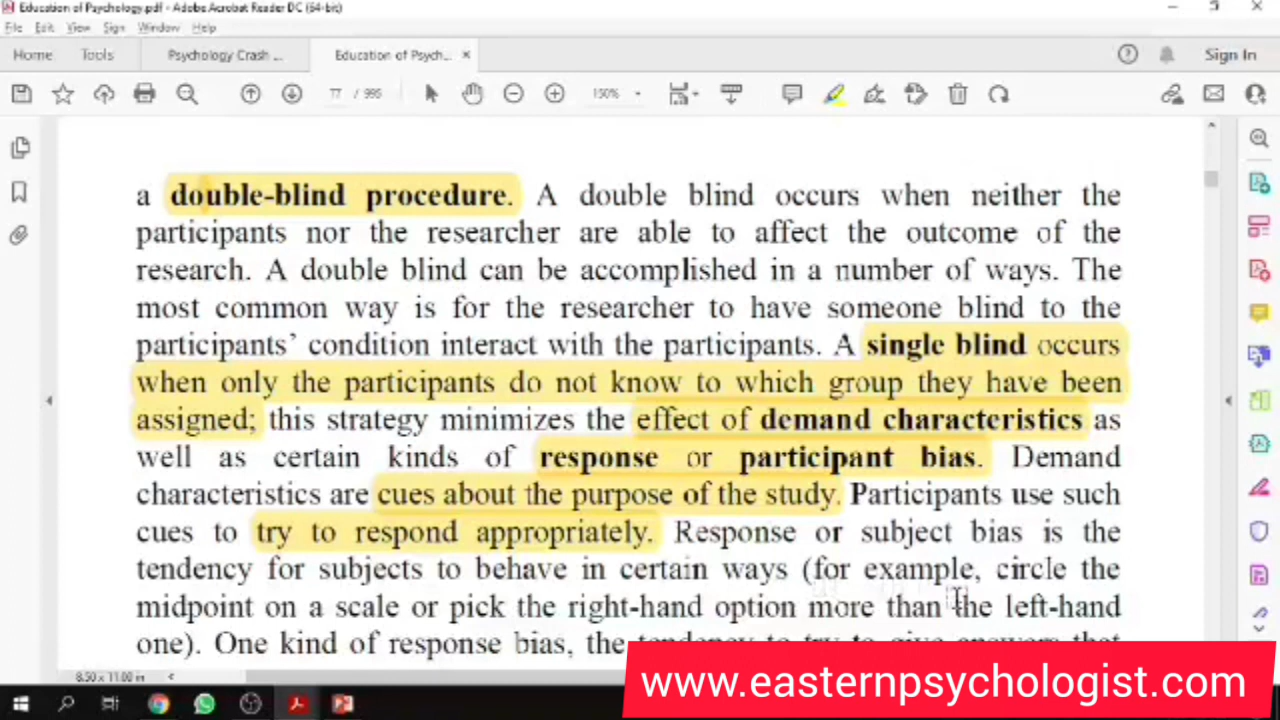 Education of Psychology.pdf - Adobe Acrobat Reader DC (64-bit)
File Edit View Sign Window Help
Home Tools Psychology Crash ... Education of Psych... × Sign In
77 / 995 150%
a double-blind procedure. A double blind occurs when neither the
participants nor the researcher are able to affect the outcome of the
research. A double blind can be accomplished in a number of ways. The
most common way is for the researcher to have someone blind to the
participants’ condition interact with the participants. A single blind occurs
when only the participants do not know to which group they have been
assigned; this strategy minimizes the effect of demand characteristics as
well as certain kinds of response or participant bias. Demand
characteristics are cues about the purpose of the study. Participants use such
cues to try to respond appropriately. Response or subject bias is the
tendency for subjects to behave in certain ways (for example, circle the
midpoint on a scale or pick the right-hand option more than the left-hand
one). One kind of response bias, the tendency to try to give answers that
8.50 x 11.00 in
www.easternpsychologist.com